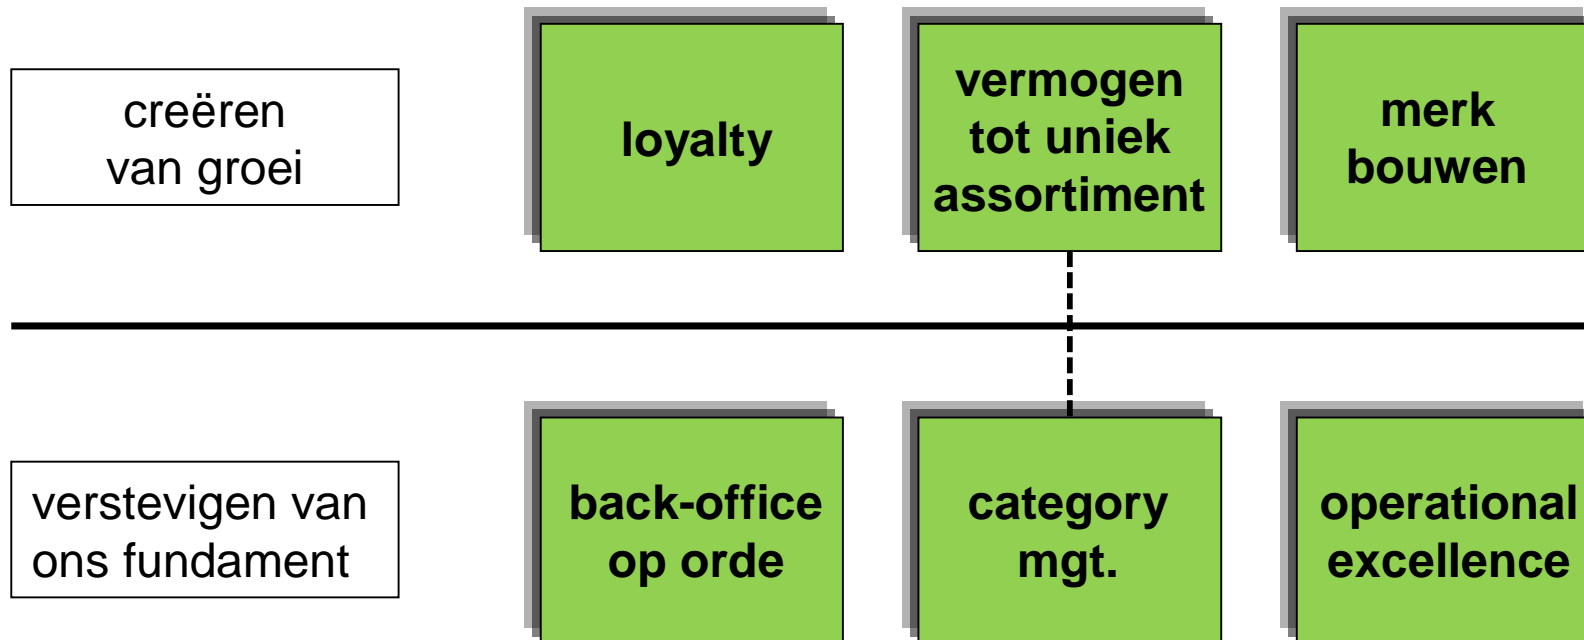 creëren
van groei
loyalty
vermogen
tot uniek
assortiment
merk
bouwen
verstevigen van
ons fundament
back-office
op orde
category
mgt.
operational
excellence